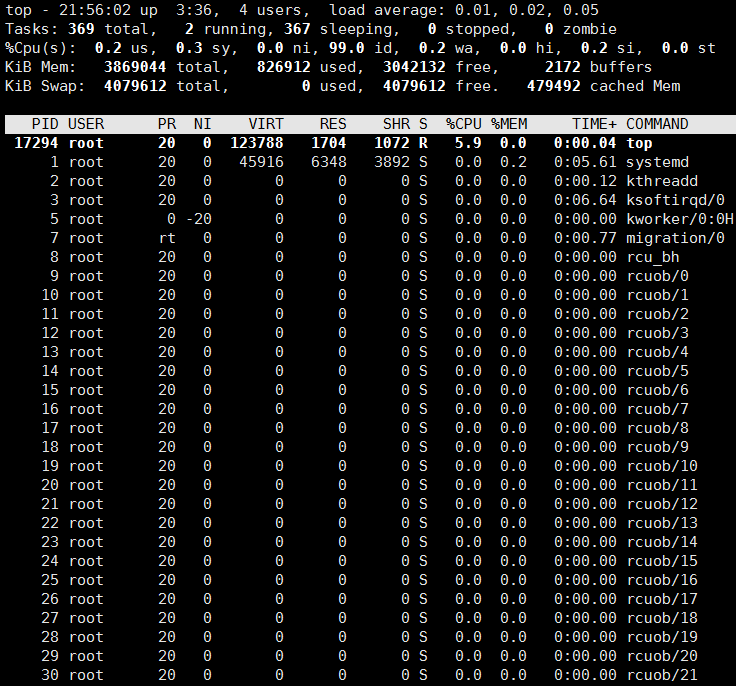 top - 21:56:02 up  3:36,  4 users,  load average: 0.01, 0.02, 0.05
Tasks: 369 total,   2 running, 367 sleeping,   0 stopped,   0 zombie
%Cpu(s):  0.2 us,  0.3 sy,  0.0 ni, 99.0 id,  0.2 wa,  0.0 hi,  0.2 si,  0.0 st
KiB Mem:   3869044 total,   826912 used,  3042132 free,     2172 buffers
KiB Swap:  4079612 total,        0 used,  4079612 free.   479492 cached Mem
PID USER      PR  NI    VIRT    RES    SHR S  %CPU %MEM     TIME+ COMMAND
17294 root      20   0  123788   1704   1072 R   5.9  0.0   0:00.04 top
1 root      20   0   45916   6348   3892 S   0.0  0.2   0:05.61 systemd
2 root      20   0       0      0      0 S   0.0  0.0   0:00.12 kthreadd
3 root      20   0       0      0      0 S   0.0  0.0   0:06.64 ksoftirqd/0
5 root       0 -20       0      0      0 S   0.0  0.0   0:00.00 kworker/0:0H
7 root      rt   0       0      0      0 S   0.0  0.0   0:00.77 migration/0
8 root      20   0       0      0      0 S   0.0  0.0   0:00.00 rcu_bh
9 root      20   0       0      0      0 S   0.0  0.0   0:00.00 rcuob/0
10 root      20   0       0      0      0 S   0.0  0.0   0:00.00 rcuob/1
11 root      20   0       0      0      0 S   0.0  0.0   0:00.00 rcuob/2
12 root      20   0       0      0      0 S   0.0  0.0   0:00.00 rcuob/3
13 root      20   0       0      0      0 S   0.0  0.0   0:00.00 rcuob/4
14 root      20   0       0      0      0 S   0.0  0.0   0:00.00 rcuob/5
15 root      20   0       0      0      0 S   0.0  0.0   0:00.00 rcuob/6
16 root      20   0       0      0      0 S   0.0  0.0   0:00.00 rcuob/7
17 root      20   0       0      0      0 S   0.0  0.0   0:00.00 rcuob/8
18 root      20   0       0      0      0 S   0.0  0.0   0:00.00 rcuob/9
19 root      20   0       0      0      0 S   0.0  0.0   0:00.00 rcuob/10
20 root      20   0       0      0      0 S   0.0  0.0   0:00.00 rcuob/11
21 root      20   0       0      0      0 S   0.0  0.0   0:00.00 rcuob/12
22 root      20   0       0      0      0 S   0.0  0.0   0:00.00 rcuob/13
23 root      20   0       0      0      0 S   0.0  0.0   0:00.00 rcuob/14
24 root      20   0       0      0      0 S   0.0  0.0   0:00.00 rcuob/15
25 root      20   0       0      0      0 S   0.0  0.0   0:00.00 rcuob/16
26 root      20   0       0      0      0 S   0.0  0.0   0:00.00 rcuob/17
27 root      20   0       0      0      0 S   0.0  0.0   0:00.00 rcuob/18
28 root      20   0       0      0      0 S   0.0  0.0   0:00.00 rcuob/19
29 root      20   0       0      0      0 S   0.0  0.0   0:00.00 rcuob/20
30 root      20   0       0      0      0 S   0.0  0.0   0:00.00 rcuob/21